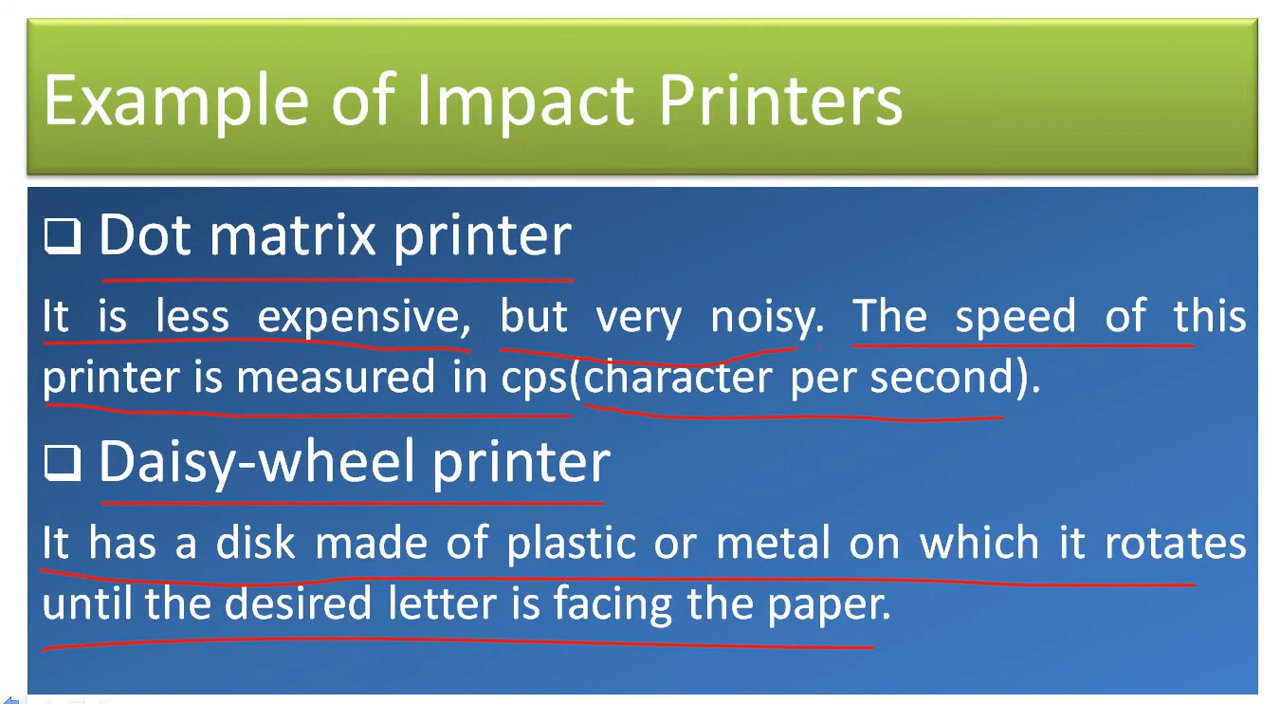 Example of Impact Printers
Dot matrix printer
It is less expensive, but very noisy. The speed of this
printer is measured in cps(character per second).
Daisy-wheel printer
It has a disk made of plastic or metal on which it rotates
until the desired letter is facing the paper.